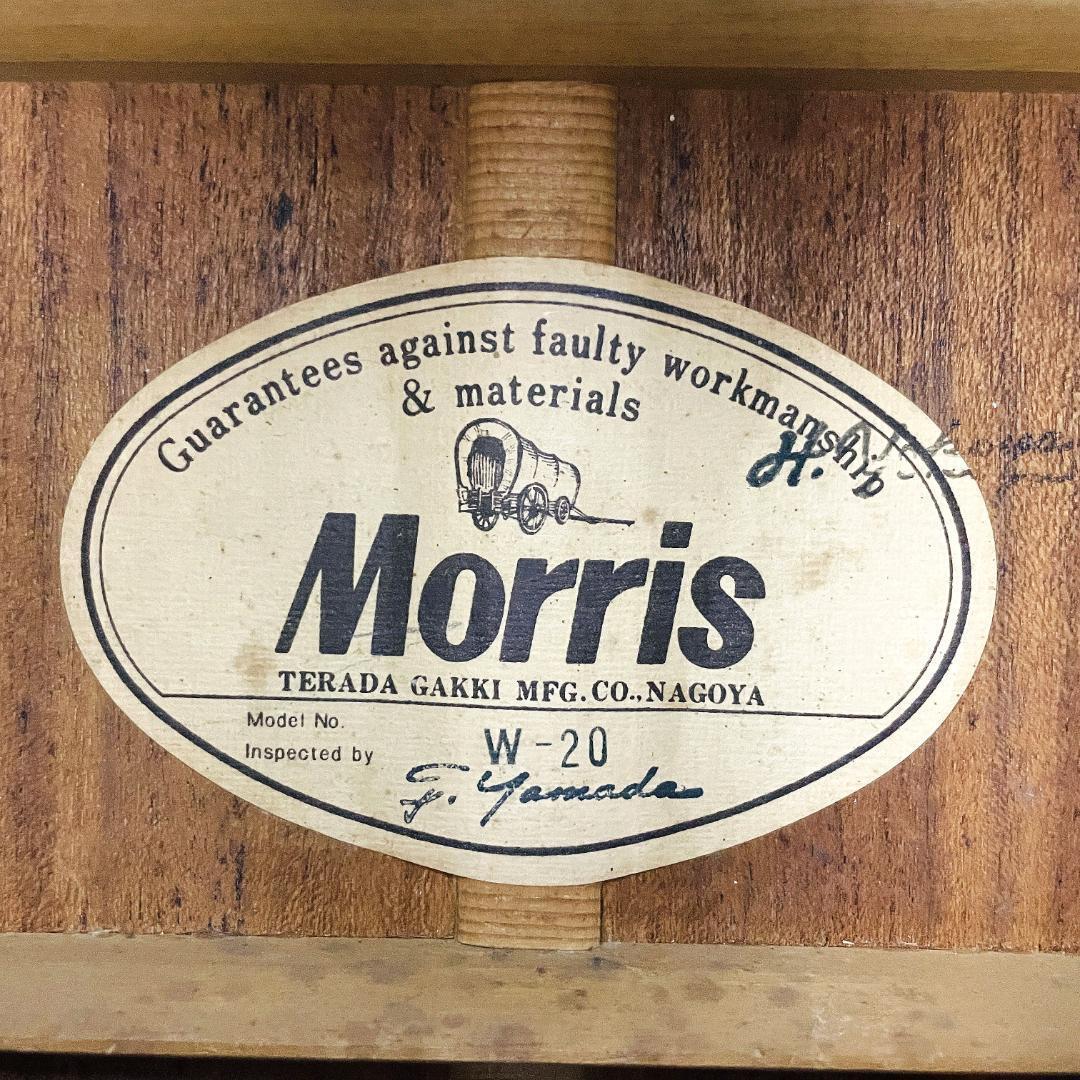 Guarantees against faulty workmanship
& materials
H.
Morris
TERADA GAKKI MFG. CO., NAGOYA
Model No. W-20
Inspected by
Yamada